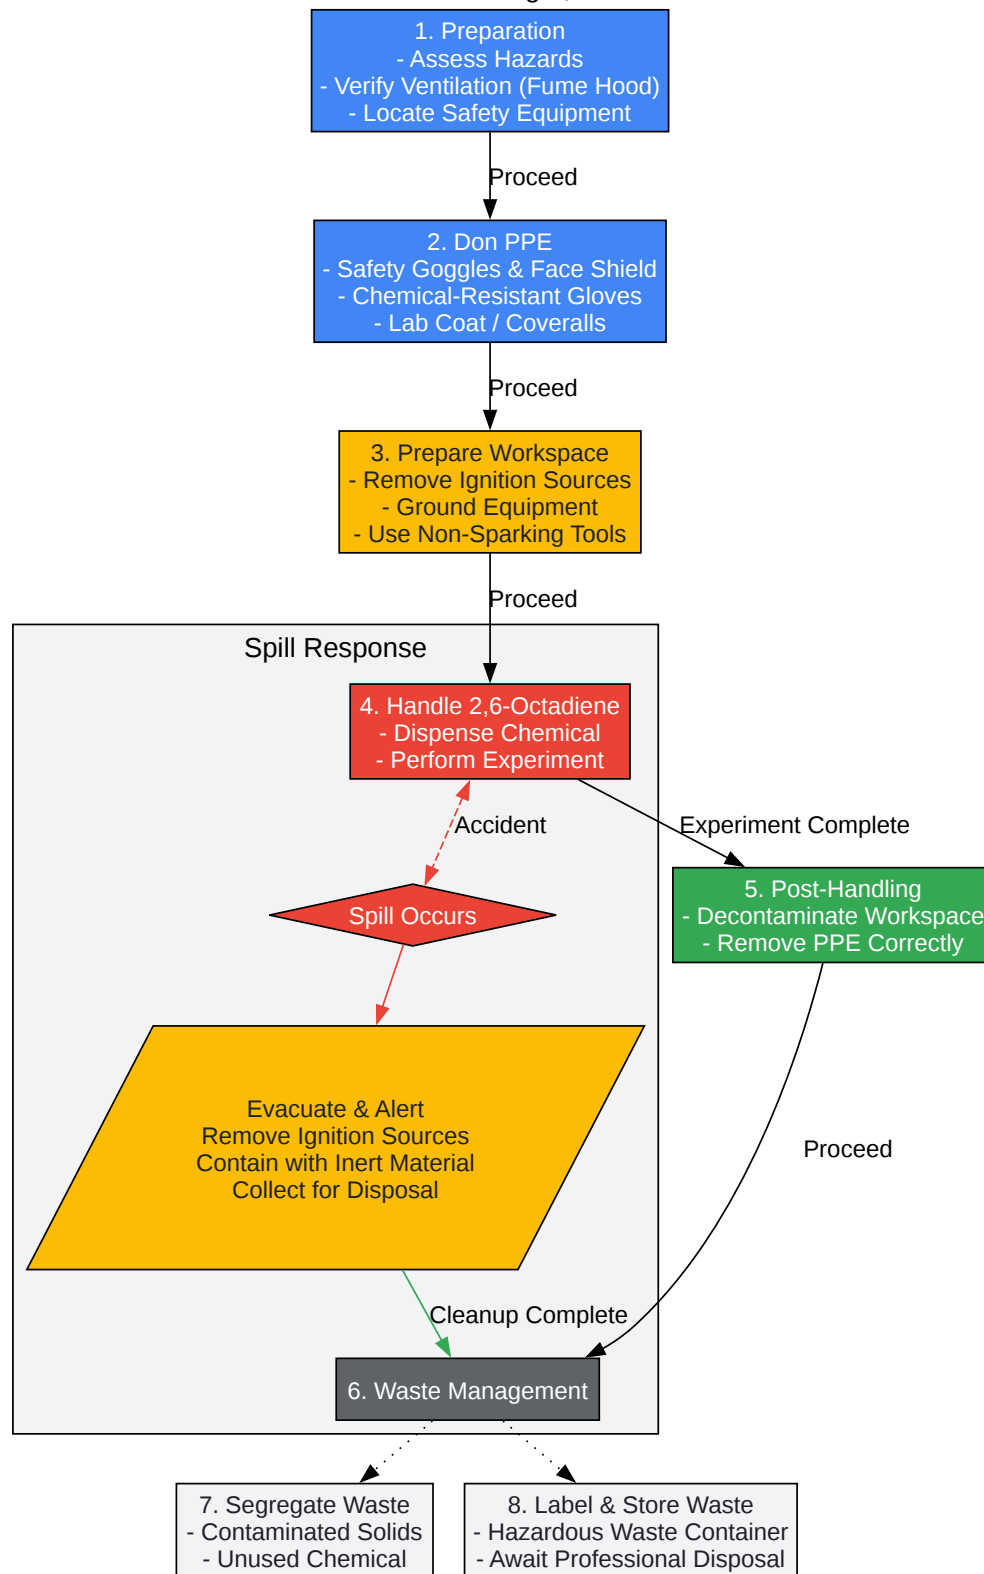 1. Preparation
- Assess Hazards
- Verify Ventilation (Fume Hood)
- Locate Safety Equipment
Proceed
2. Don PPE
- Safety Goggles & Face Shield
- Chemical-Resistant Gloves
- Lab Coat / Coveralls
Proceed
3. Prepare Workspace
- Remove Ignition Sources
- Ground Equipment
- Use Non-Sparking Tools
Proceed
Spill Response
4. Handle 2,6-Octadiene
- Dispense Chemical
- Perform Experiment
Accident
Experiment Complete
Spill Occurs
5. Post-Handling
- Decontaminate Workspace
- Remove PPE Correctly
Evacuate & Alert
Remove Ignition Sources
Contain with Inert Material
Collect for Disposal
Proceed
Cleanup Complete
6. Waste Management
7. Segregate Waste
- Contaminated Solids
- Unused Chemical
8. Label & Store Waste
- Hazardous Waste Container
- Await Professional Disposal